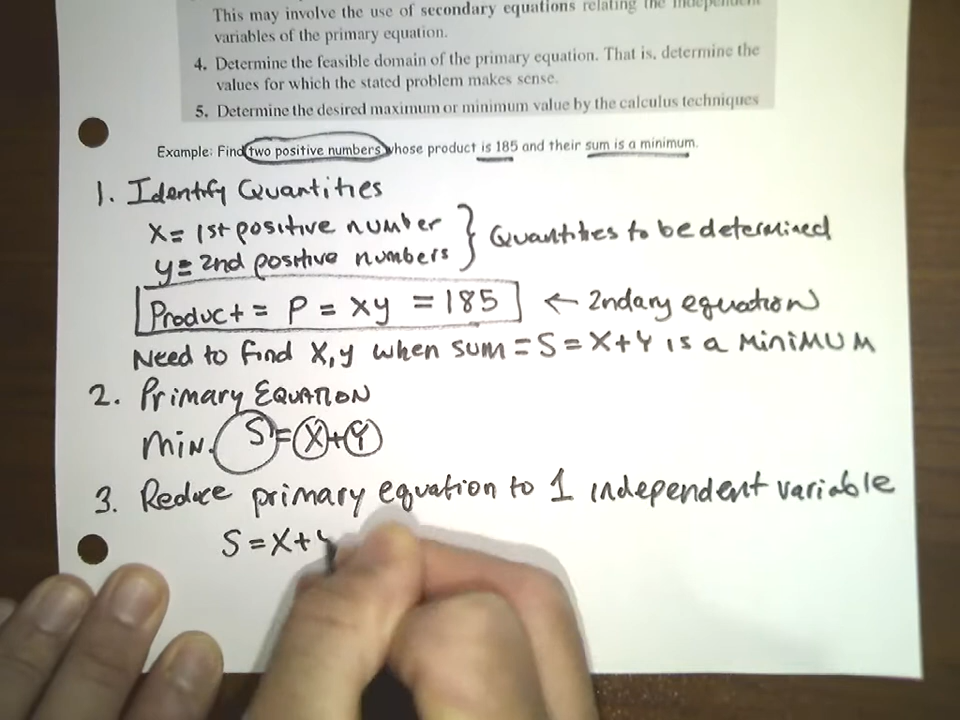 This may involve the use of secondary equations relating the independent
variables of the primary equation.
4. Determine the feasible domain of the primary equation. That is, determine the
values for which the stated problem makes sense.
5. Determine the desired maximum or minimum value by the calculus techniques
Example: Find two positive numbers whose product is 185 and their sum is a minimum.
1. Identify Quantities
X = 1st positive number } Quantities to be determined
y = 2nd positive numbers
Product = P = xy = 185 ← 2ndary equation
Need to find X, y when sum = S = X+Y is a MINIMUM
2. Primary EQUATION
MIN. S = X + Y
3. Reduce primary equation to 1 independent variable
S = X + Y